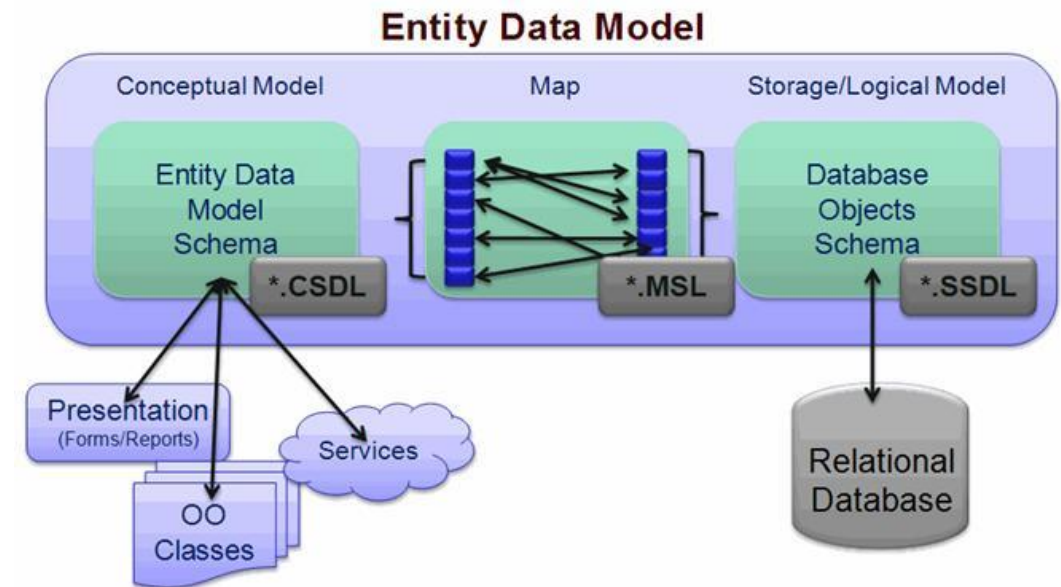 Entity Data Model
Conceptual Model
Map
Storage/Logical Model
Entity Data
Model
Schema
*.CSDL
*.MSL
Database
Objects
Schema
*.SSDL
Presentation
(Forms/Reports)
Services
OO
Classes
Relational
Database